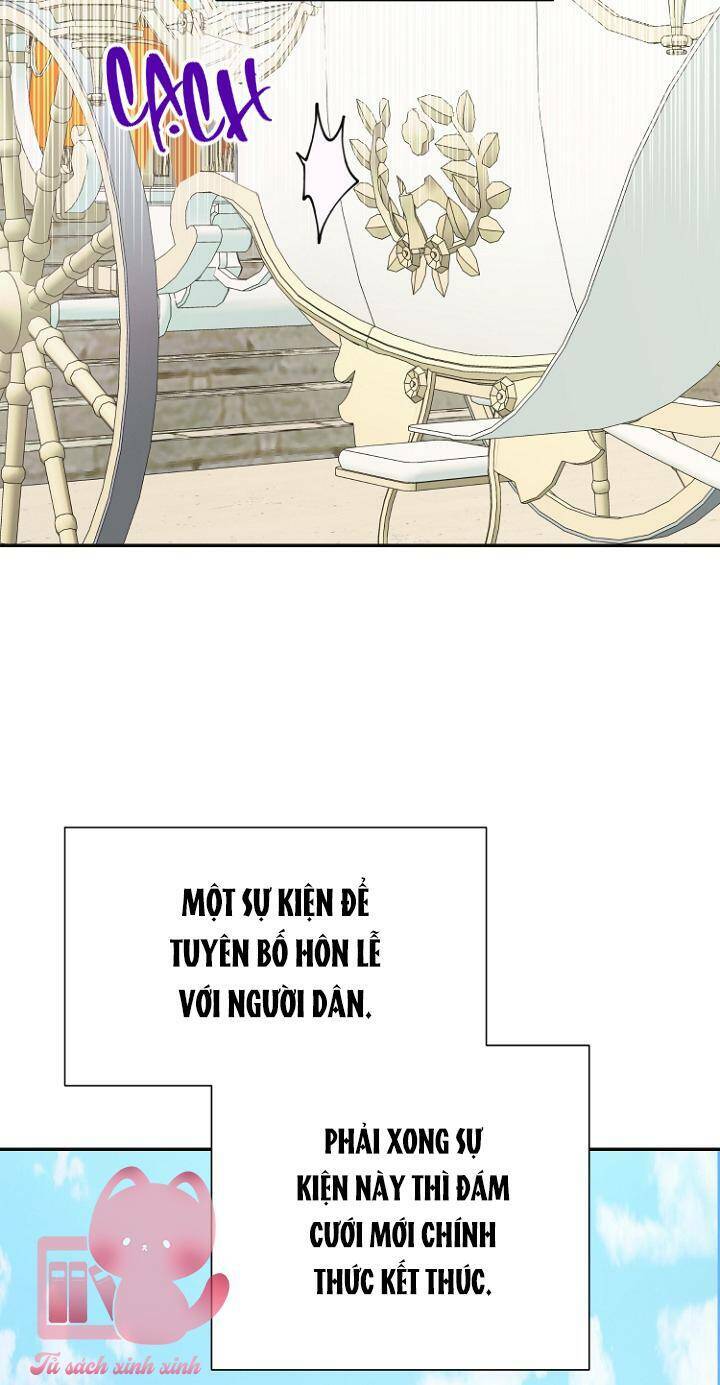 CẠCH
MỘT SỰ KIỆN ĐỂ
TUYÊN BỐ HÔN LỄ
VỚI NGƯỜI DÂN.
PHẢI XONG SỰ
KIỆN NÀY THÌ ĐÁM
CƯỚI MỚI CHÍNH
THỨC KẾT THÚC.
Tủ sách xinh xinh